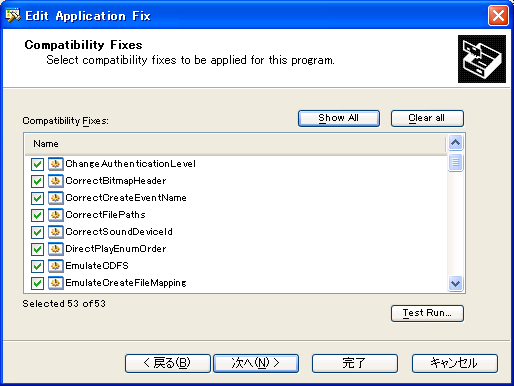 Edit Application Fix
Compatibility Fixes
Select compatibility fixes to be applied for this program.
Compatibility Fixes:
Show All
Clear all
Name
ChangeAuthenticationLevel
CorrectBitmapHeader
CorrectCreateEventName
CorrectFilePaths
CorrectSoundDeviceId
DirectPlayEnumOrder
EmulateCDFS
EmulateCreateFileMapping
Selected 53 of 53
Test Run...
< 戻る(B)
次へ(N) >
完了
キャンセル